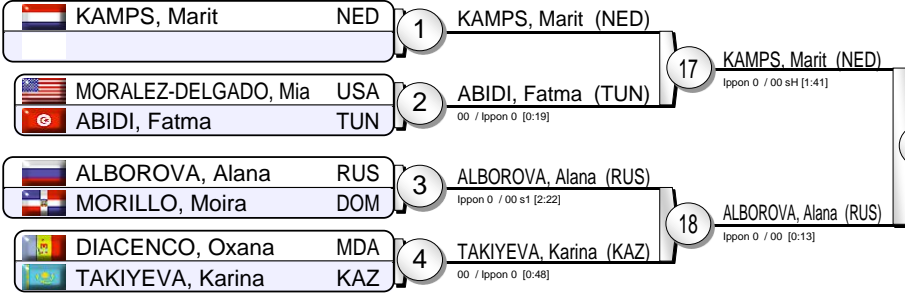 KAMPS, Marit NED
1
KAMPS, Marit (NED)
17
KAMPS, Marit (NED)
Ippon 0 / 00 sH [1:41]
MORALEZ-DELGADO, Mia USA
2
ABIDI, Fatma (TUN)
ABIDI, Fatma TUN
00 / Ippon 0 [0:19]
ALBOROVA, Alana RUS
3
ALBOROVA, Alana (RUS)
MORILLO, Moira DOM
Ippon 0 / 00 s1 [2:22]
18
ALBOROVA, Alana (RUS)
Ippon 0 / 00 [0:13]
DIACENCO, Oxana MDA
4
TAKIYEVA, Karina (KAZ)
TAKIYEVA, Karina KAZ
00 / Ippon 0 [0:48]